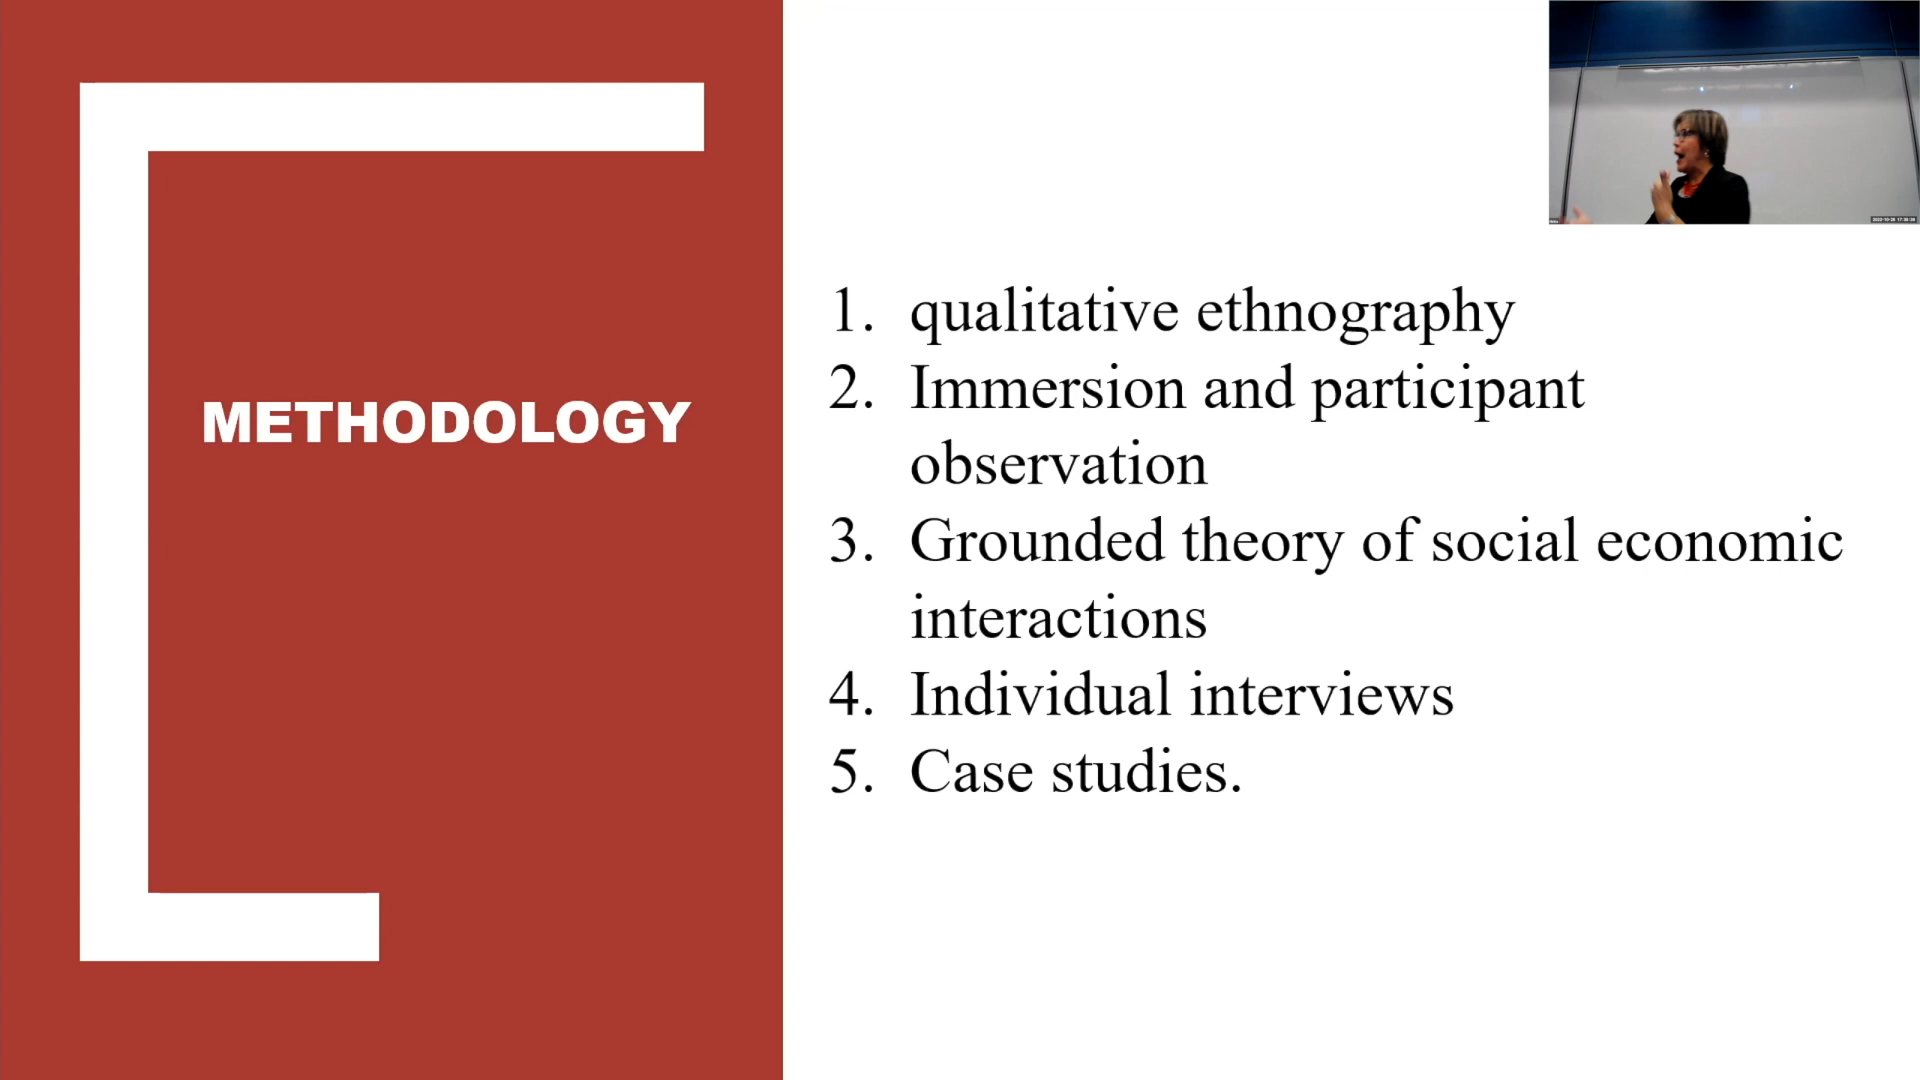 METHODOLOGY
1. qualitative ethnography
2. Immersion and participant
observation
3. Grounded theory of social economic
interactions
4. Individual interviews
5. Case studies.